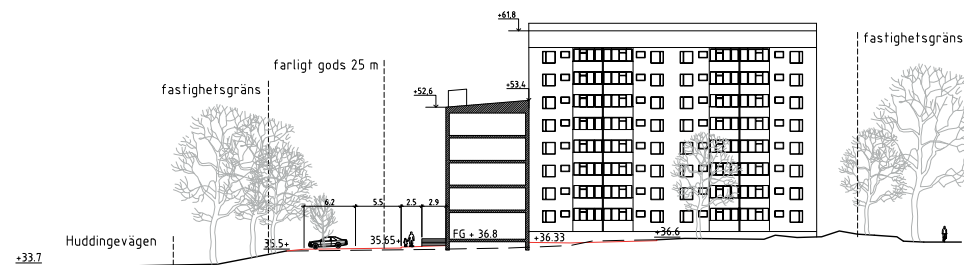 +61.8
fastighetsgräns
farligt gods 25 m
fastighetsgräns
+53.4
+52.6
6.2
5.5
2.5
2.9
FG + 36.8
Huddingevägen
35.5+
35.65+
+36.33
+36.6
+33.7